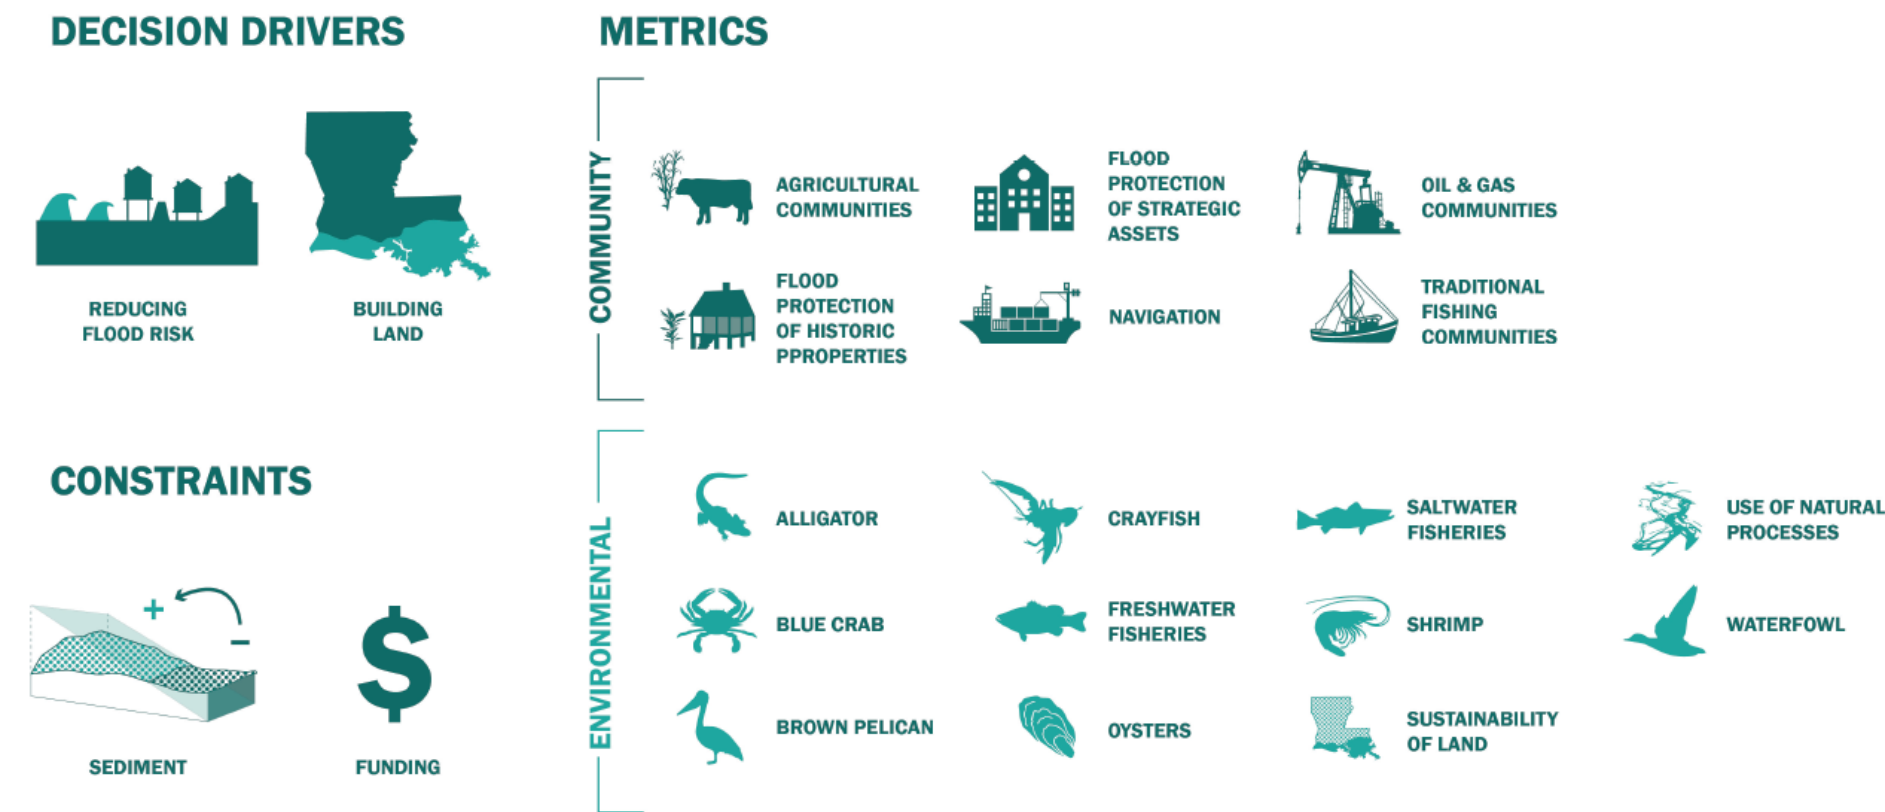 DECISION DRIVERS
REDUCING
FLOOD RISK
BUILDING
LAND
CONSTRAINTS
+
−
SEDIMENT
$
FUNDING
METRICS
COMMUNITY
AGRICULTURAL
COMMUNITIES
FLOOD
PROTECTION
OF STRATEGIC
ASSETS
OIL & GAS
COMMUNITIES
FLOOD
PROTECTION
OF HISTORIC
PPROPERTIES
NAVIGATION
TRADITIONAL
FISHING
COMMUNITIES
ENVIRONMENTAL
ALLIGATOR
CRAYFISH
SALTWATER
FISHERIES
USE OF NATURAL
PROCESSES
BLUE CRAB
FRESHWATER
FISHERIES
SHRIMP
WATERFOWL
BROWN PELICAN
OYSTERS
SUSTAINABILITY
OF LAND